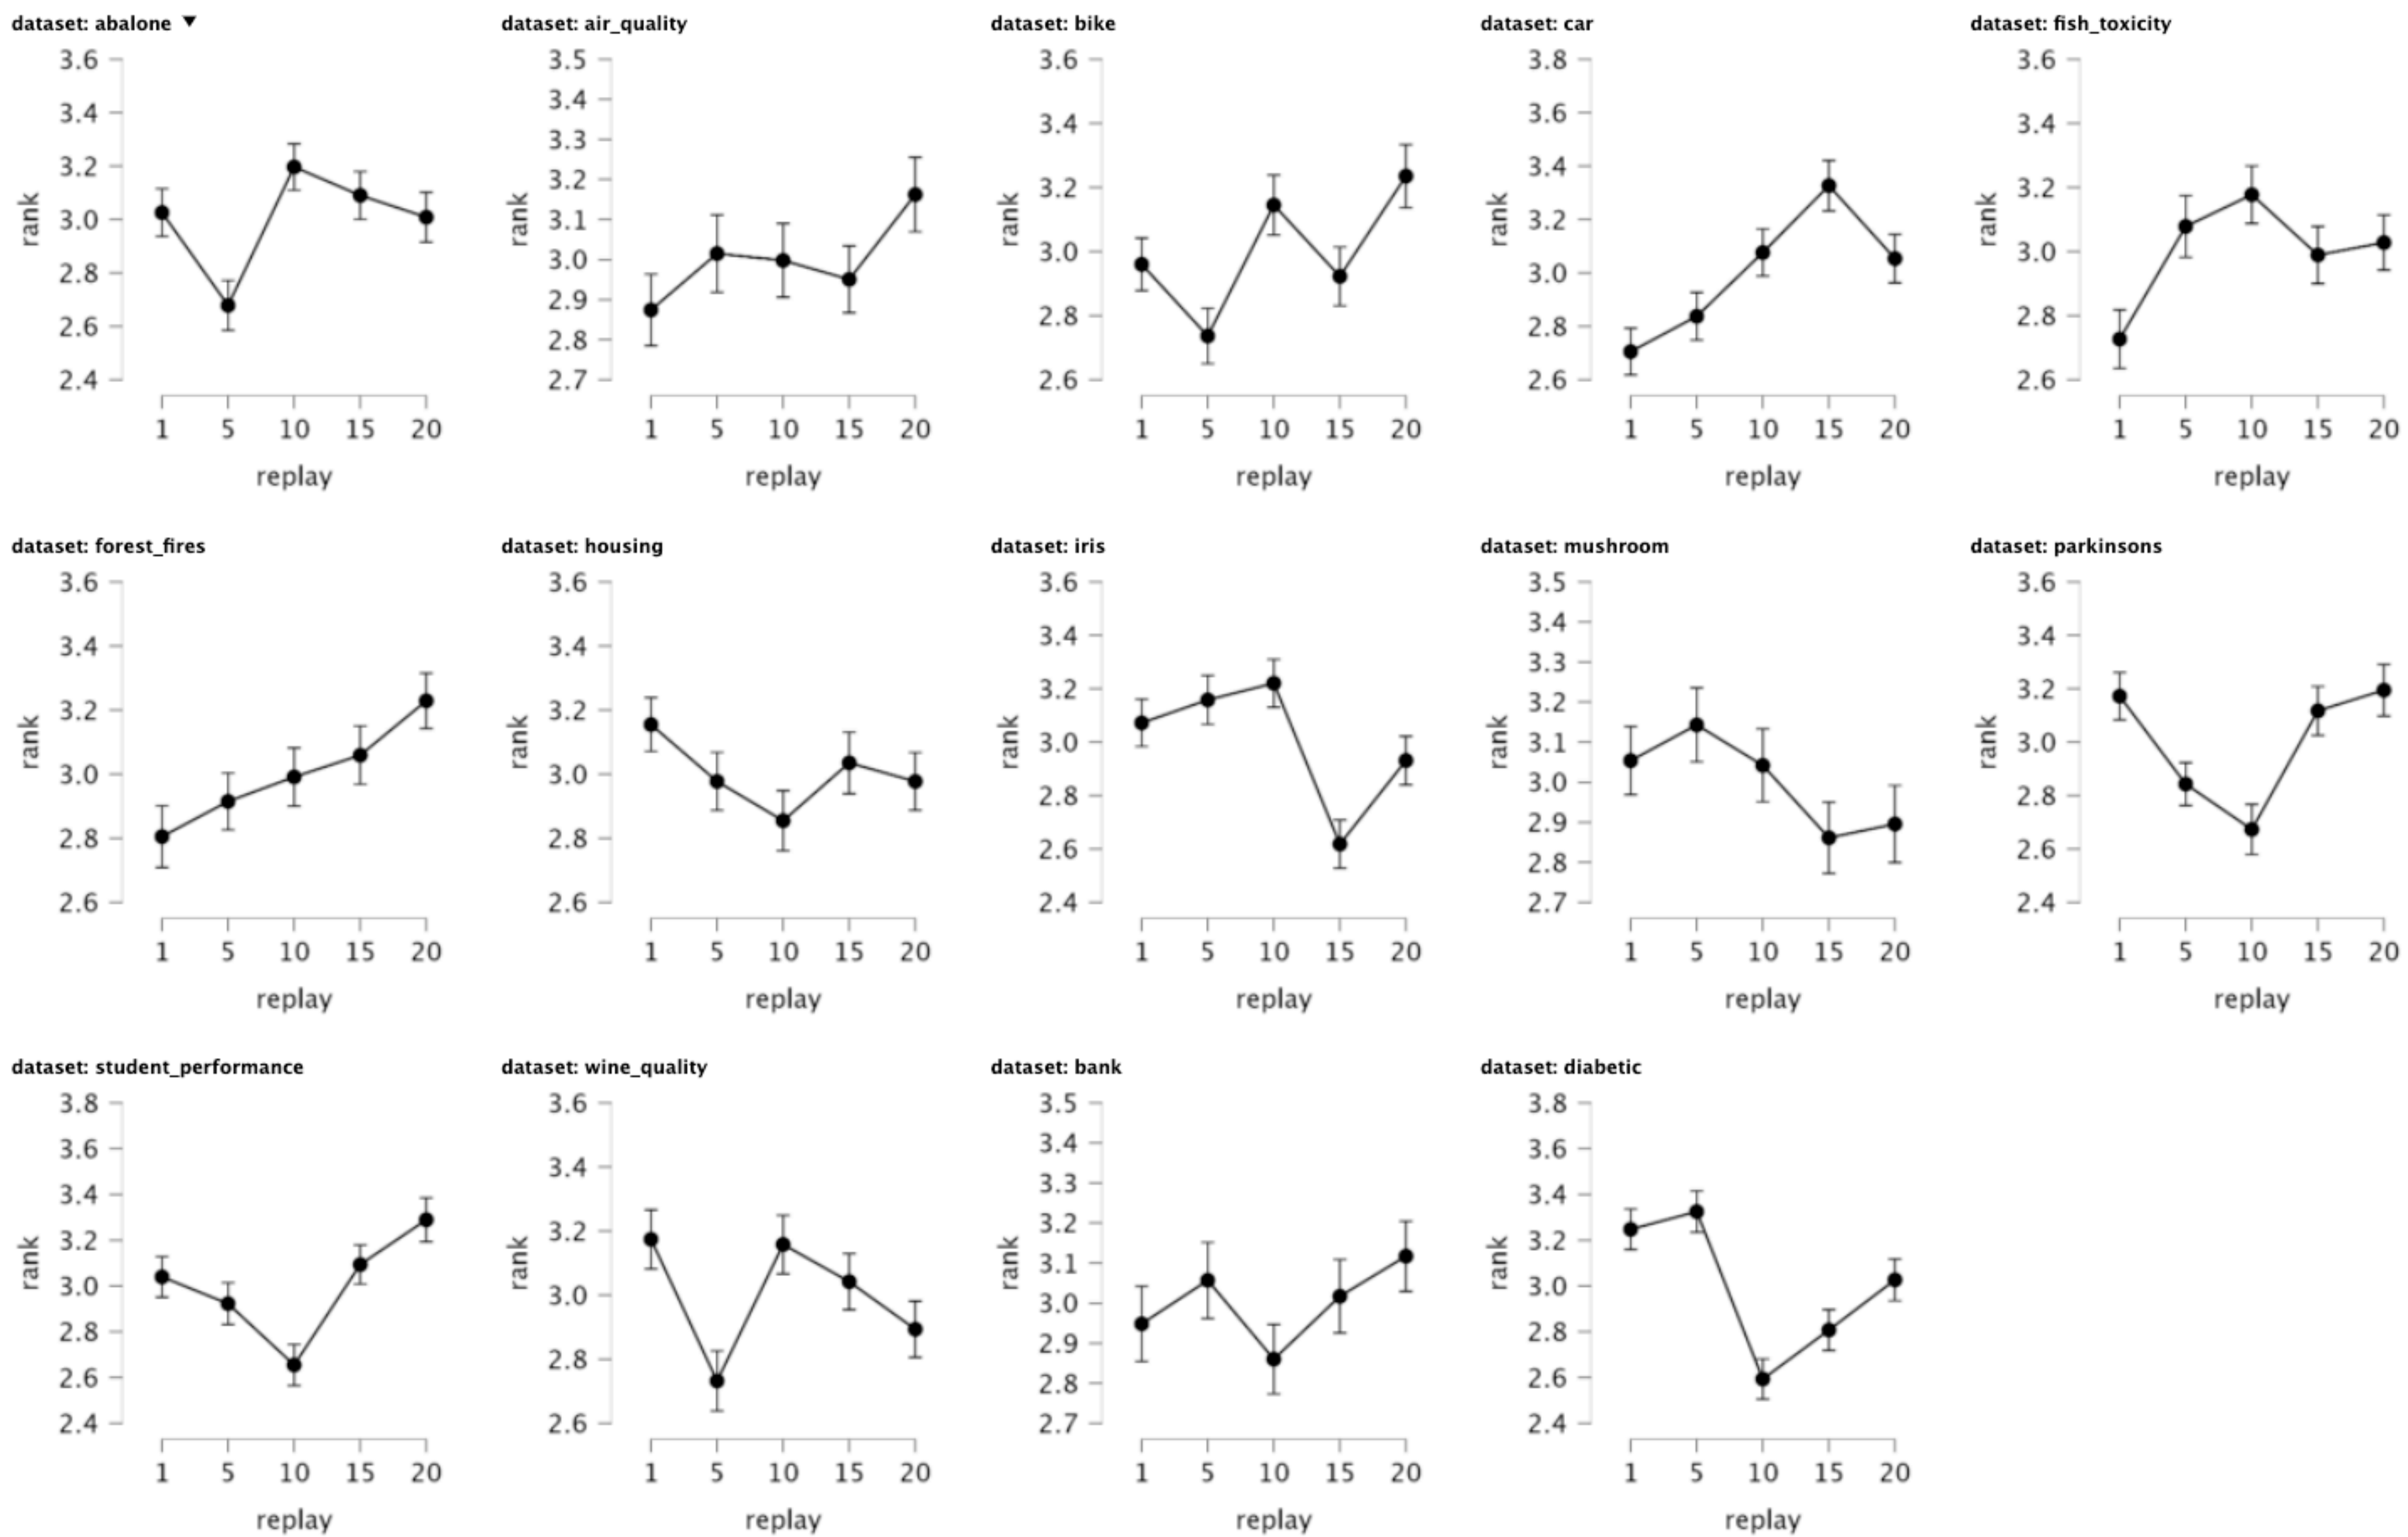 dataset: abalone ▼
3.6
3.4
3.2
3.0
2.8
2.6
2.4
rank
1 5 10 15 20
replay
dataset: air_quality
3.5
3.4
3.3
3.2
3.1
3.0
2.9
2.8
2.7
rank
1 5 10 15 20
replay
dataset: bike
3.6
3.4
3.2
3.0
2.8
2.6
rank
1 5 10 15 20
replay
dataset: car
3.8
3.6
3.4
3.2
3.0
2.8
2.6
rank
1 5 10 15 20
replay
dataset: fish_toxicity
3.6
3.4
3.2
3.0
2.8
2.6
rank
1 5 10 15 20
replay
dataset: forest_fires
3.6
3.4
3.2
3.0
2.8
2.6
rank
1 5 10 15 20
replay
dataset: housing
3.6
3.4
3.2
3.0
2.8
2.6
rank
1 5 10 15 20
replay
dataset: iris
3.6
3.4
3.2
3.0
2.8
2.6
2.4
rank
1 5 10 15 20
replay
dataset: mushroom
3.5
3.4
3.3
3.2
3.1
3.0
2.9
2.8
2.7
rank
1 5 10 15 20
replay
dataset: parkinsons
3.6
3.4
3.2
3.0
2.8
2.6
2.4
rank
1 5 10 15 20
replay
dataset: student_performance
3.8
3.6
3.4
3.2
3.0
2.8
2.6
2.4
rank
1 5 10 15 20
replay
dataset: wine_quality
3.6
3.4
3.2
3.0
2.8
2.6
rank
1 5 10 15 20
replay
dataset: bank
3.5
3.4
3.3
3.2
3.1
3.0
2.9
2.8
2.7
rank
1 5 10 15 20
replay
dataset: diabetic
3.8
3.6
3.4
3.2
3.0
2.8
2.6
2.4
rank
1 5 10 15 20
replay